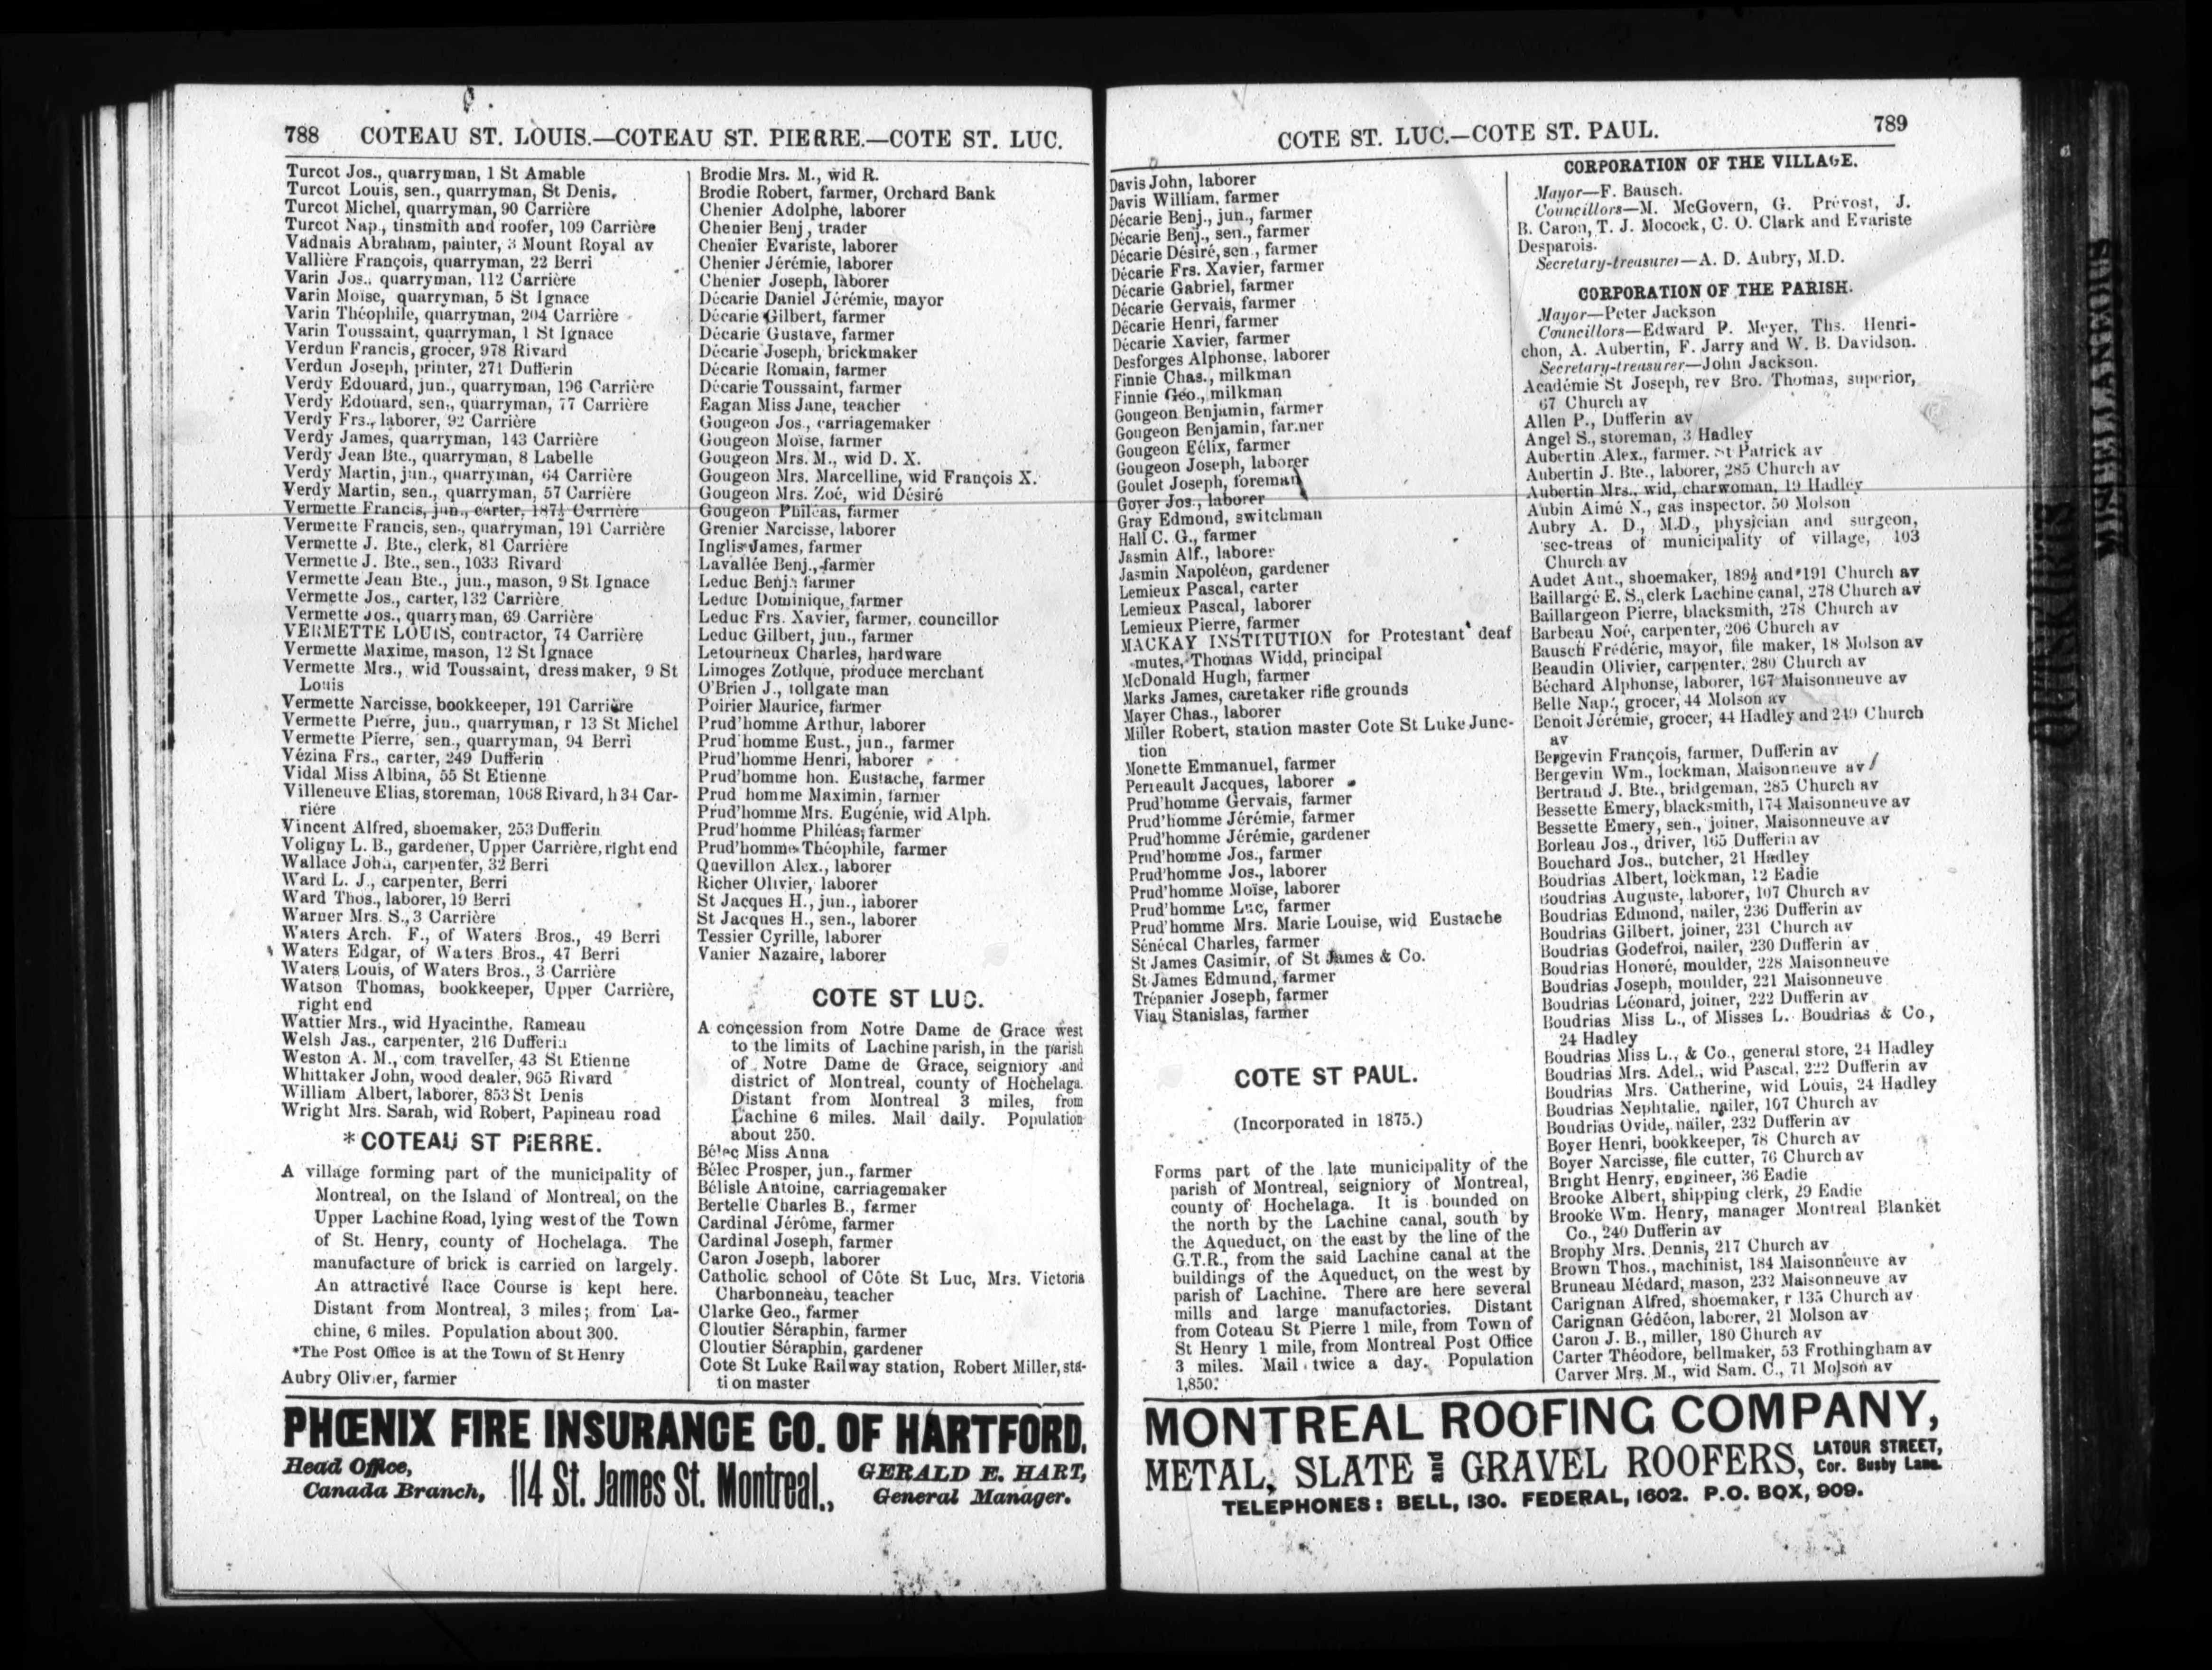 788 COTEAU ST. LOUIS.—COTEAU ST. PIERRE.—COTE ST. LUC.
Turcot Jos., quarryman, 1 St Amable
Turcot Louis, sen., quarryman, St Denis,
Turcot Michel, quarryman, 90 Carrière
Turcot Nap., tinsmith and roofer, 109 Carrière
Vadnais Abraham, painter, 3 Mount Royal av
Vallière François, quarryman, 22 Berri
Varin Jos., quarryman, 112 Carrière
Varin Moise, quarryman, 5 St Ignace
Varin Théophile, quarryman, 204 Carrière
Varin Toussaint, quarryman, 1 St Ignace
Verdun Francis, grocer, 978 Rivard
Verdun Joseph, printer, 271 Dufferin
Verdy Edouard, jun., quarryman, 196 Carrière
Verdy Edouard, sen., quarryman, 77 Carrière
Verdy Frs., laborer, 92 Carrière
Verdy James, quarryman, 143 Carrière
Verdy Jean Bte., quarryman, 8 Labelle
Verdy Martin, jun., quarryman, 64 Carrière
Verdy Martin, sen., quarryman, 57 Carrière
Vermette Francis, jun., carter, 187½ Carrière
Vermette Francis, sen., quarryman, 191 Carrière
Vermette J. Bte., clerk, 81 Carrière
Vermette J. Bte., sen., 1033 Rivard
Vermette Jean Bte., jun., mason, 9 St Ignace
Vermette Jos., carter, 132 Carrière
Vermette Jos., quarryman, 69 Carrière
VERMETTE LOUIS, contractor, 74 Carrière
Vermette Maxime, mason, 12 St Ignace
Vermette Mrs., wid Toussaint, dressmaker, 9 St
Louis
Vermette Narcisse, bookkeeper, 191 Carrière
Vermette Pierre, jun., quarryman, r 13 St Michel
Vermette Pierre, sen., quarryman, 94 Berri
Vézina Frs., carter, 249 Dufferin
Vidal Miss Albina, 55 St Etienne
Villeneuve Elias, storeman, 1068 Rivard, h 34 Car-
rière
Vincent Alfred, shoemaker, 253 Dufferin
Voligny L. B., gardener, Upper Carrière, right end
Wallace John, carpenter, 32 Berri
Ward L. J., carpenter, Berri
Ward Thos., laborer, 19 Berri
Warner Mrs. S., 3 Carrière
Waters Arch. F., of Waters Bros., 49 Berri
Waters Edgar, of Waters Bros., 47 Berri
Waters Louis, of Waters Bros., 3 Carrière
Watson Thomas, bookkeeper, Upper Carrière,
right end
Wattier Mrs., wid Hyacinthe, Rameau
Welsh Jas., carpenter, 216 Dufferin
Weston A. M., com traveller, 43 St Etienne
Whittaker John, wood dealer, 965 Rivard
William Albert, laborer, 853 St Denis
Wright Mrs. Sarah, wid Robert, Papineau road
*COTEAU ST PIERRE.
A village forming part of the municipality of
Montreal, on the Island of Montreal, on the
Upper Lachine Road, lying west of the Town
of St. Henry, county of Hochelaga. The
manufacture of brick is carried on largely.
An attractive Race Course is kept here.
Distant from Montreal, 3 miles; from La-
chine, 6 miles. Population about 300.
*The Post Office is at the Town of St Henry
Aubry Olivier, farmer
Brodie Mrs. M., wid R.
Brodie Robert, farmer, Orchard Bank
Chenier Adolphe, laborer
Chenier Benj, trader
Chenier Evariste, laborer
Chenier Jérémie, laborer
Chenier Joseph, laborer
Décarie Daniel Jérémie, mayor
Décarie Gilbert, farmer
Décarie Gustave, farmer
Décarie Joseph, brickmaker
Décarie Romain, farmer
Décarie Toussaint, farmer
Eagan Miss Jane, teacher
Gougeon Jos., carriagemaker
Gougeon Moïse, farmer
Gougeon Mrs. M., wid D. X.
Gougeon Mrs. Marcelline, wid François X.
Gougeon Mrs. Zoé, wid Désiré
Gougeon Philéas, farmer
Grenier Narcisse, laborer
Inglis James, farmer
Lavallée Benj., farmer
Leduc Benj., farmer
Leduc Dominique, farmer
Leduc Frs. Xavier, farmer, councillor
Leduc Gilbert, jun., farmer
Letourneux Charles, hardware
Limoges Zotique, produce merchant
O'Brien J., tollgate man
Poirier Maurice, farmer
Prud'homme Arthur, laborer
Prud'homme Eust., jun., farmer
Prud'homme Henri, laborer
Prud'homme hon. Eustache, farmer
Prud homme Maximin, farmer
Prud'homme Mrs. Eugénie, wid Alph.
Prud'homme Philéas, farmer
Prud'homme Théophile, farmer
Quevillon Alex., laborer
Richer Olivier, laborer
St Jacques H., jun., laborer
St Jacques H., sen., laborer
Tessier Cyrille, laborer
Vanier Nazaire, laborer
COTE ST LUC.
A concession from Notre Dame de Grace west
to the limits of Lachine parish, in the parish
of Notre Dame de Grace, seigniory and
district of Montreal, county of Hochelaga.
Distant from Montreal 3 miles, from
Lachine 6 miles. Mail daily. Population
about 250.
Bélec Miss Anna
Bélec Prosper, jun., farmer
Bélisle Antoine, carriagemaker
Bertelle Charles B., farmer
Cardinal Jérôme, farmer
Cardinal Joseph, farmer
Caron Joseph, laborer
Catholic school of Côte St Luc, Mrs. Victoria
Charbonneau, teacher
Clarke Geo., farmer
Cloutier Séraphin, farmer
Cloutier Séraphin, gardener
Cote St Luke Railway station, Robert Miller, sta-
tion master
PHŒNIX FIRE INSURANCE CO. OF HARTFORD.
Head Office,
Canada Branch,
114 St. James St. Montreal.,
GERALD E. HART,
General Manager.
COTE ST. LUC.—COTE ST. PAUL. 789
Davis John, laborer
Davis William, farmer
Décarie Benj., jun., farmer
Décarie Benj., sen., farmer
Décarie Désiré, sen., farmer
Décarie Frs. Xavier, farmer
Décarie Gabriel, farmer
Décarie Gervais, farmer
Décarie Henri, farmer
Décarie Xavier, farmer
Desforges Alphonse, laborer
Finnie Chas., milkman
Finnie Geo., milkman
Gougeon Benjamin, farmer
Gougeon Benjamin, farmer
Gougeon Félix, farmer
Gougeon Joseph, laborer
Goulet Joseph, foreman
Goyer Jos., laborer
Gray Edmond, switchman
Hall C. G., farmer
Jasmin Alf., laborer
Jasmin Napoléon, gardener
Lemieux Pascal, carter
Lemieux Pascal, laborer
Lemieux Pierre, farmer
MACKAY INSTITUTION for Protestant deaf
mutes, Thomas Widd, principal
McDonald Hugh, farmer
Marks James, caretaker rifle grounds
Mayer Chas., laborer
Miller Robert, station master Cote St Luke Junc-
tion
Monette Emmanuel, farmer
Perreault Jacques, laborer
Prud'homme Gervais, farmer
Prud'homme Jérémie, farmer
Prud'homme Jérémie, gardener
Prud'homme Jos., farmer
Prud'homme Jos., laborer
Prud'homme Moïse, laborer
Prud'homme Luc, farmer
Prud'homme Mrs. Marie Louise, wid Eustache
Sénécal Charles, farmer
St James Casimir, of St James & Co.
St James Edmund, farmer
Trépanier Joseph, farmer
Viau Stanislas, farmer
COTE ST PAUL.
(Incorporated in 1875.)
Forms part of the late municipality of the
parish of Montreal, seigniory of Montreal,
county of Hochelaga. It is bounded on
the north by the Lachine canal, south by
the Aqueduct, on the east by the line of the
G.T.R., from the said Lachine canal at the
buildings of the Aqueduct, on the west by
parish of Lachine. There are here several
mills and large manufactories. Distant
from Coteau St Pierre 1 mile, from Town of
St Henry 1 mile, from Montreal Post Office
3 miles. Mail twice a day. Population
1,850.
CORPORATION OF THE VILLAGE.
Mayor—F. Bausch.
Councillors—M. McGovern, G. Prévost, J.
B. Caron, T. J. Mocock, C. O. Clark and Evariste
Desparois.
Secretary-treasurer—A. D. Aubry, M.D.
CORPORATION OF THE PARISH.
Mayor—Peter Jackson
Councillors—Edward P. Meyer, Ths. Henri-
chon, A. Aubertin, F. Jarry and W. B. Davidson.
Secretary-treasurer—John Jackson.
Académie St Joseph, rev Bro. Thomas, superior,
67 Church av
Allen P., Dufferin av
Angel S., storeman, 3 Hadley
Aubertin Alex., farmer. St Patrick av
Aubertin J. Bte., laborer, 285 Church av
Aubertin Mrs., wid, charwoman, 19 Hadley
Aubin Aimé N., gas inspector. 50 Molson
Aubry A. D., M.D., physician and surgeon,
sec-treas of municipality of village, 103
Church av
Audet Ant., shoemaker, 189½ and 191 Church av
Baillargé E. S., clerk Lachine canal, 278 Church av
Baillargeon Pierre, blacksmith, 278 Church av
Barbeau Noé, carpenter, 206 Church av
Bausch Frédéric, mayor, file maker, 18 Molson av
Beaudin Olivier, carpenter, 280 Church av
Béchard Alphonse, laborer, 167 Maisonneuve av
Belle Nap., grocer, 44 Molson av
Benoit Jérémie, grocer, 44 Hadley and 249 Church
av
Bergevin François, farmer, Dufferin av
Bergevin Wm., lockman, Maisonneuve av
Bertraud J. Bte., bridgeman, 285 Church av
Bessette Emery, blacksmith, 174 Maisonneuve av
Bessette Emery, sen., joiner, Maisonneuve av
Borleau Jos., driver, 165 Dufferin av
Bouchard Jos., butcher, 21 Hadley
Boudrias Albert, lockman, 12 Eadie
Boudrias Auguste, laborer, 107 Church av
Boudrias Edmond, nailer, 236 Dufferin av
Boudrias Gilbert, joiner, 231 Church av
Boudrias Godefroi, nailer, 230 Dufferin av
Boudrias Honoré, moulder, 228 Maisonneuve
Boudrias Joseph, moulder, 221 Maisonneuve
Boudrias Léonard, joiner, 222 Dufferin av
Boudrias Miss L., of Misses L. Boudrias & Co,
24 Hadley
Boudrias Miss L., & Co., general store, 24 Hadley
Boudrias Mrs. Adel., wid Pascal, 222 Dufferin av
Boudrias Mrs. Catherine, wid Louis, 24 Hadley
Boudrias Nephtalie, nailer, 107 Church av
Boudrias Ovide, nailer, 232 Dufferin av
Boyer Henri, bookkeeper, 78 Church av
Boyer Narcisse, file cutter, 76 Church av
Bright Henry, engineer, 36 Eadie
Brooke Albert, shipping clerk, 29 Eadie
Brooke Wm. Henry, manager Montreal Blanket
Co., 240 Dufferin av
Brophy Mrs. Dennis, 217 Church av
Brown Thos., machinist, 184 Maisonneuve av
Bruneau Médard, mason, 232 Maisonneuve av
Carignan Alfred, shoemaker, r 135 Church av
Carignan Gédéon, laborer, 21 Molson av
Caron J. B., miller, 180 Church av
Carter Théodore, bellmaker, 53 Frothingham av
Carver Mrs. M., wid Sam. C., 71 Molson av
MONTREAL ROOFING COMPANY,
METAL, SLATE and GRAVEL ROOFERS, LATOUR STREET,
Cor. Busby Lane.
TELEPHONES: BELL, 130. FEDERAL, 1602. P.O. BOX, 909.
MISCELLANEOUS